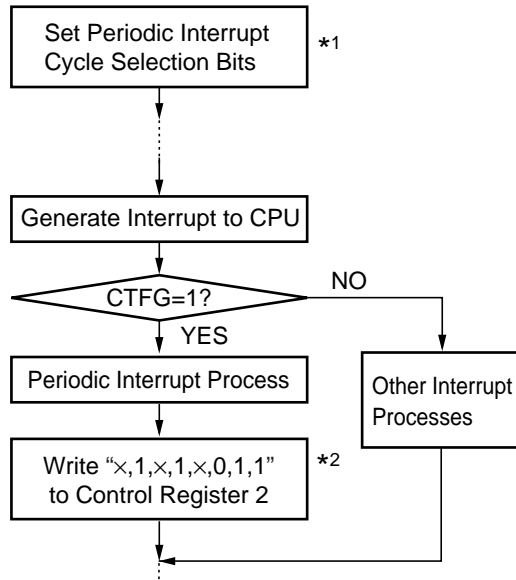 Set Periodic Interrupt
Cycle Selection Bits
*1
Generate Interrupt to CPU
CTFG=1?
NO
YES
Periodic Interrupt Process
Other Interrupt
Processes
Write “×,1,×,1,×,0,1,1”
to Control Register 2
*2